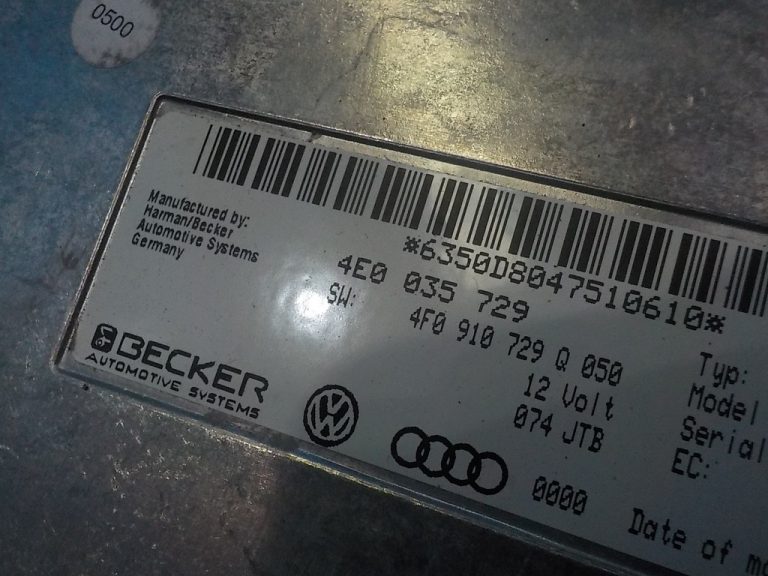 0500
Manufactured by:
Harman/Becker
Automotive Systems
Germany
*6350D8047510610*
4E0 035 729
SW:
4F0 910 729 Q 050
12 Volt
074 JTB
BECKER
AUTOMOTIVE SYSTEMS
0000
Typ:
Model
Serial
EC:
Date of m